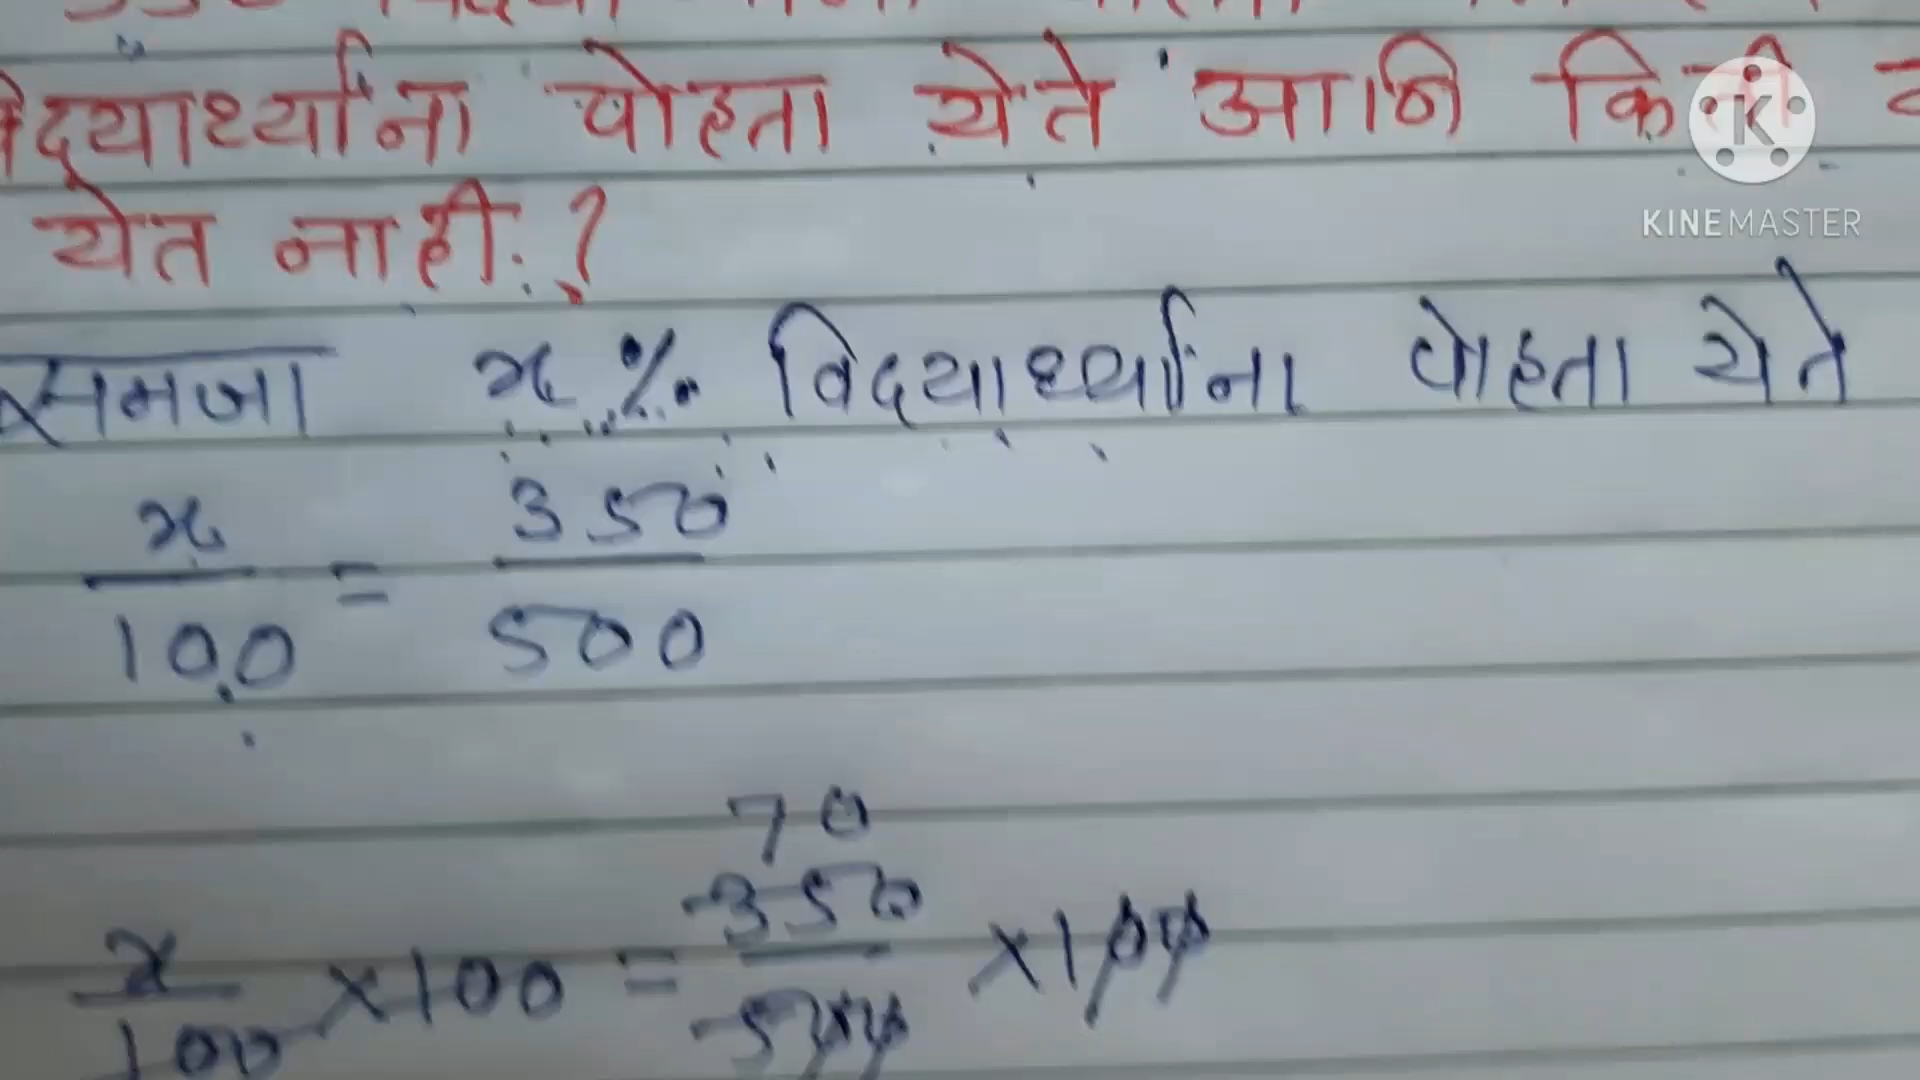 विद्यार्थ्यांना पोहता येते आणि
येत नाही.?
समजा x % विद्यार्थ्यांना पोहता येते
x 350
— = —
100 500
70
x 350
— ×100 = — ×100
100 500
KINEMASTER